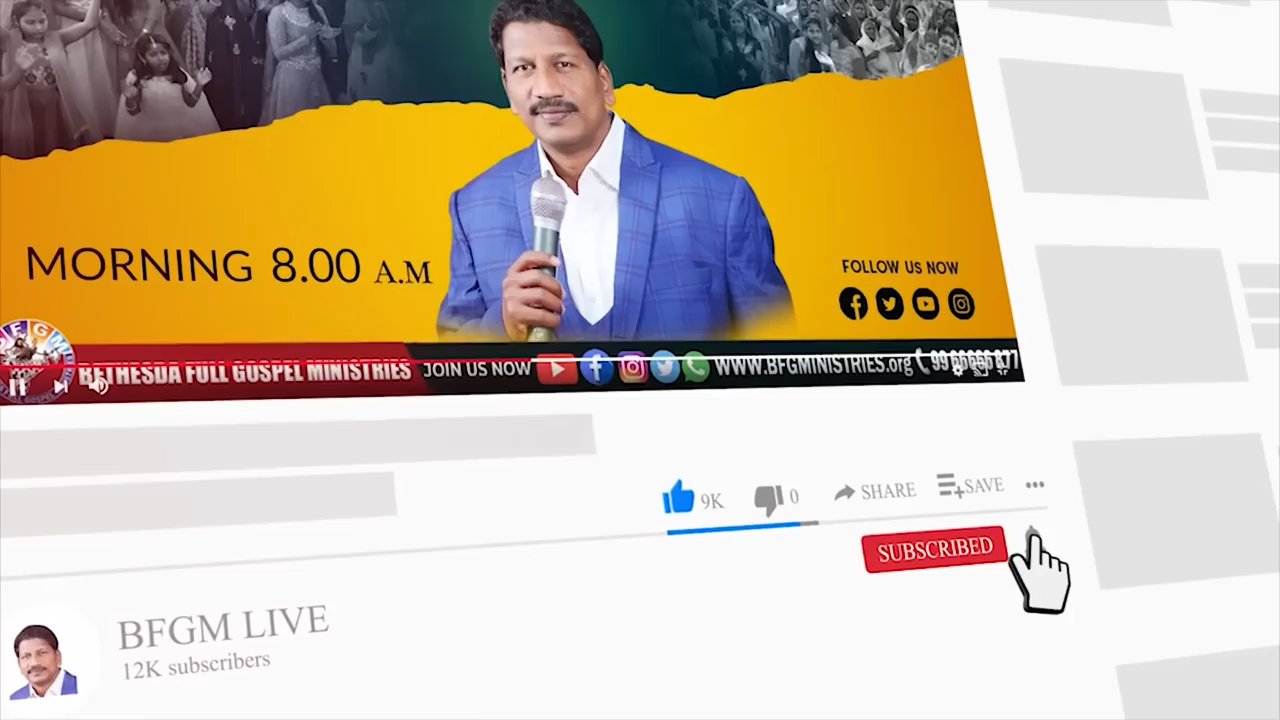 MORNING 8.00 A.M
FOLLOW US NOW
BETHESDA FULL GOSPEL MINISTRIES
JOIN US NOW
WWW.BFGMINISTRIES.org
9K
0
SHARE
SAVE
SUBSCRIBED
BFGM LIVE
12K subscribers